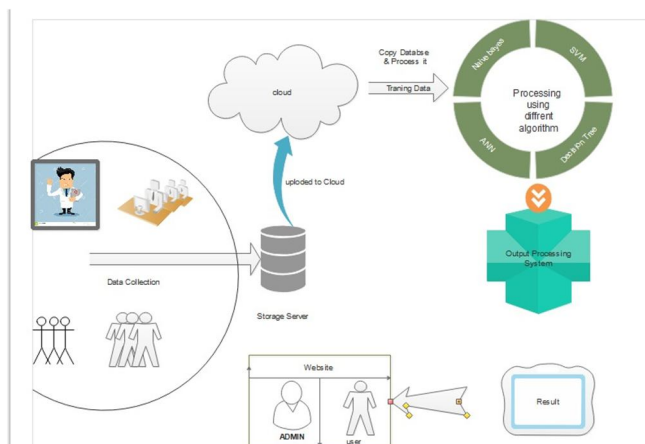 Copy Databse
& Process it
Traning Data
cloud
Naive bayes
SVM
ANN
Decision Tree
Processing
using
diffrent
algorithm
uploded to Cloud
Output Processing
System
Data Collection
Storage Server
Website
ADMIN
user
Result